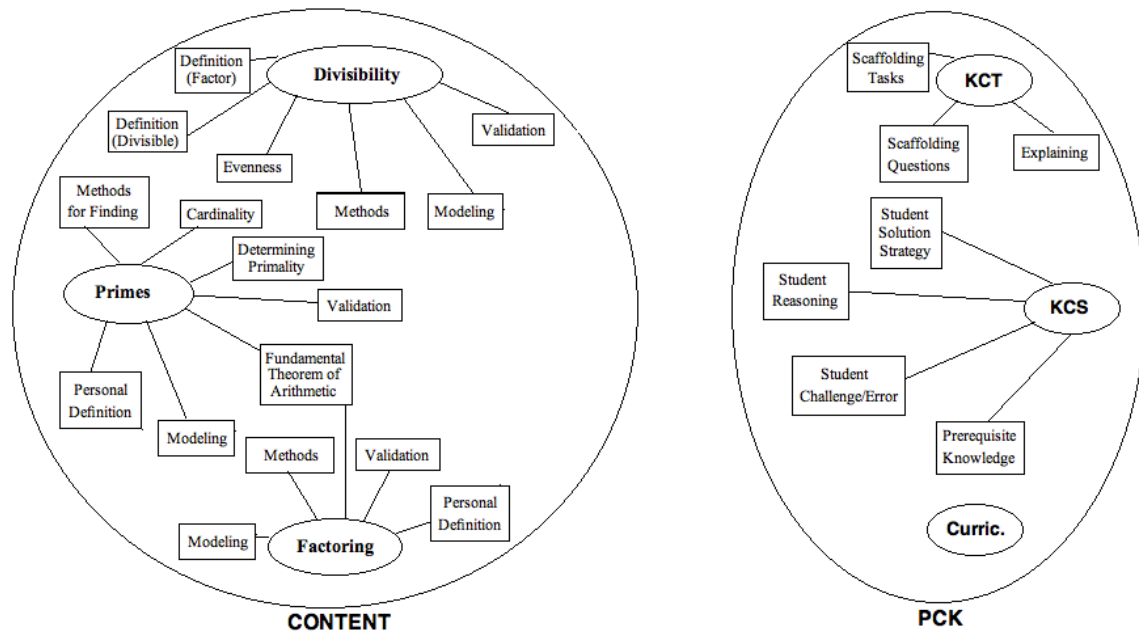 Definition
(Factor)
Divisibility
Definition
(Divisible)
Validation
Evenness
Methods
Modeling
Methods
for Finding
Cardinality
Determining
Primality
Primes
Validation
Fundamental
Theorem of
Arithmetic
Personal
Definition
Modeling
Methods
Validation
Personal
Definition
Modeling
Factoring
CONTENT
Scaffolding
Tasks
KCT
Scaffolding
Questions
Explaining
Student
Solution
Strategy
Student
Reasoning
KCS
Student
Challenge/Error
Prerequisite
Knowledge
Curric.
PCK